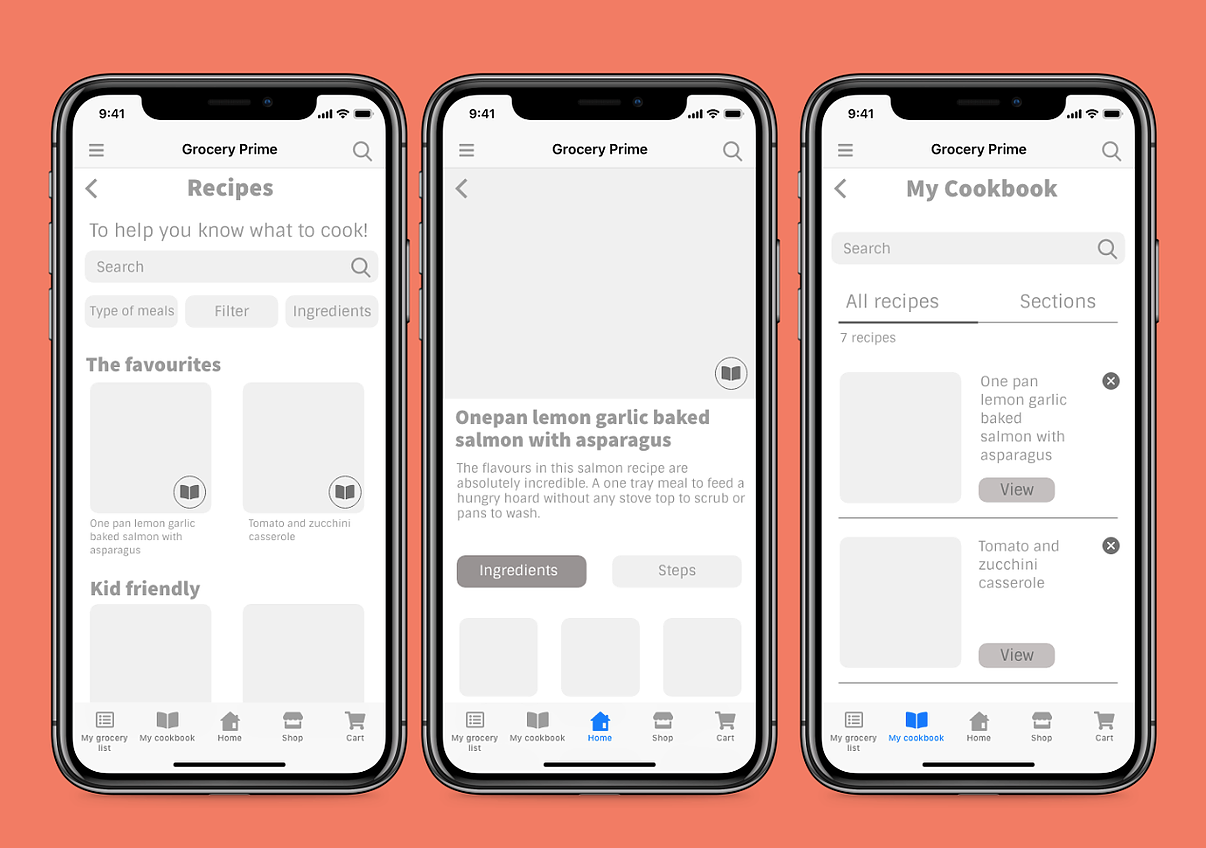 9:41
Grocery Prime
Recipes
To help you know what to cook!
Search
Type of meals
Filter
Ingredients
The favourites
One pan lemon garlic
baked salmon with
asparagus
Tomato and zucchini
casserole
Kid friendly
My grocery
list
My cookbook
Home
Shop
Cart
9:41
Grocery Prime
Onepan lemon garlic baked
salmon with asparagus
The flavours in this salmon recipe are
absolutely incredible. A one tray meal to feed a
hungry hoard without any stove top to scrub or
pans to wash.
Ingredients
Steps
My grocery
list
My cookbook
Home
Shop
Cart
9:41
Grocery Prime
My Cookbook
Search
All recipes
Sections
7 recipes
One pan
lemon garlic
baked
salmon with
asparagus
View
Tomato and
zucchini
casserole
View
My grocery
list
My cookbook
Home
Shop
Cart